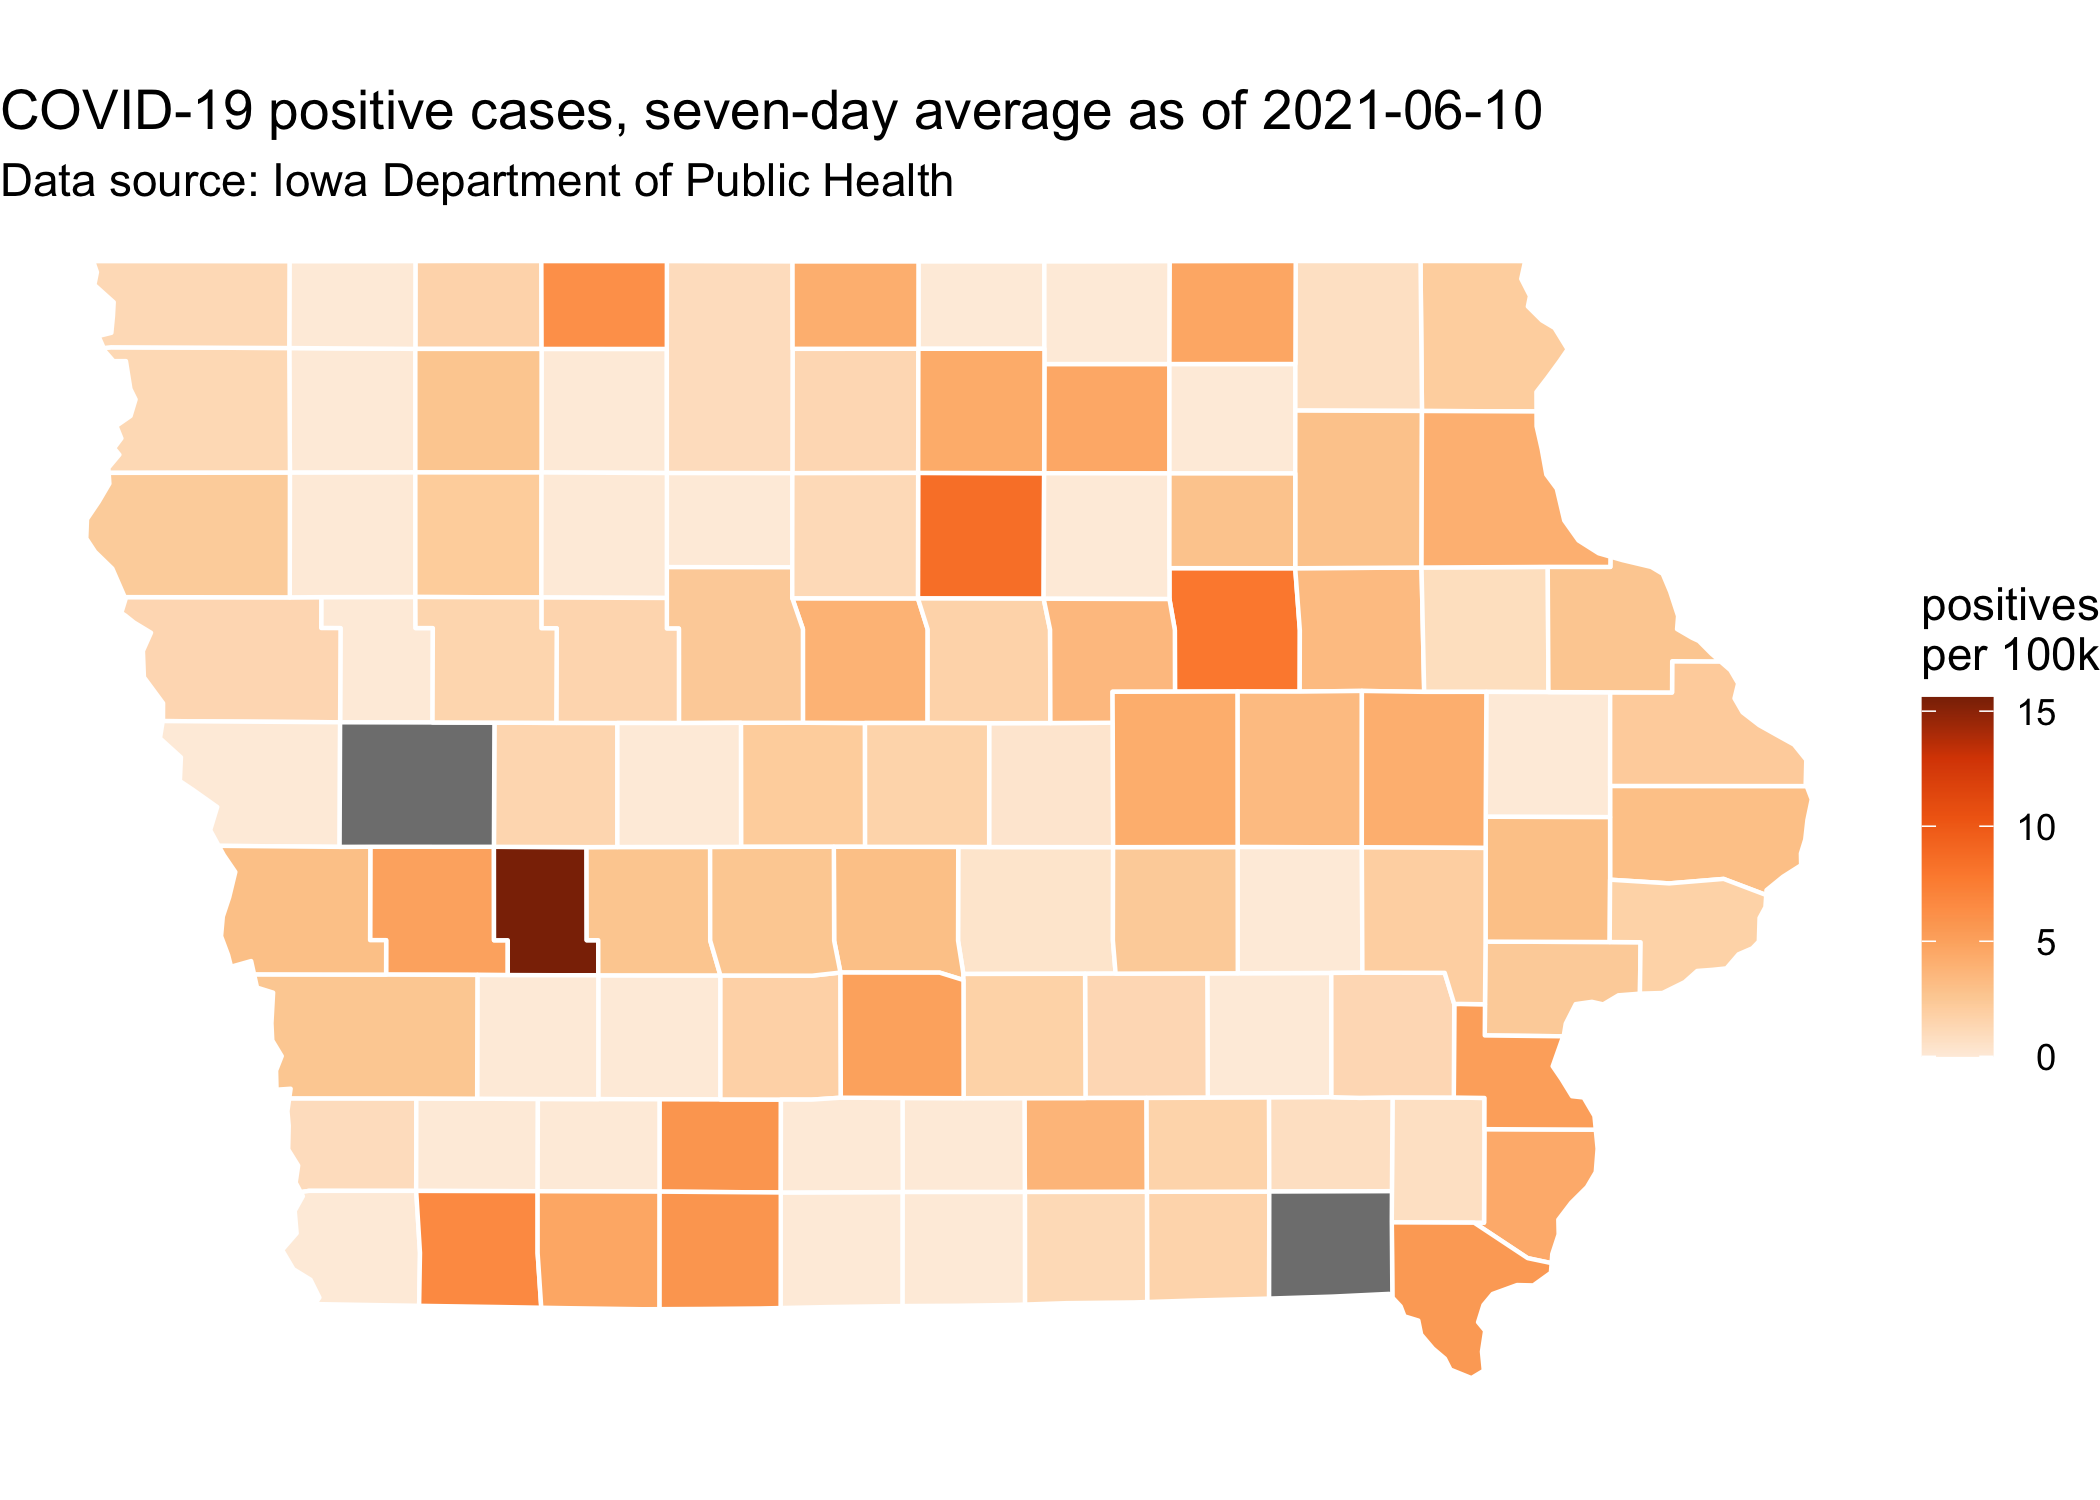 COVID-19 positive cases, seven-day average as of 2021-06-10
Data source: Iowa Department of Public Health
positives
per 100k
15
10
5
0